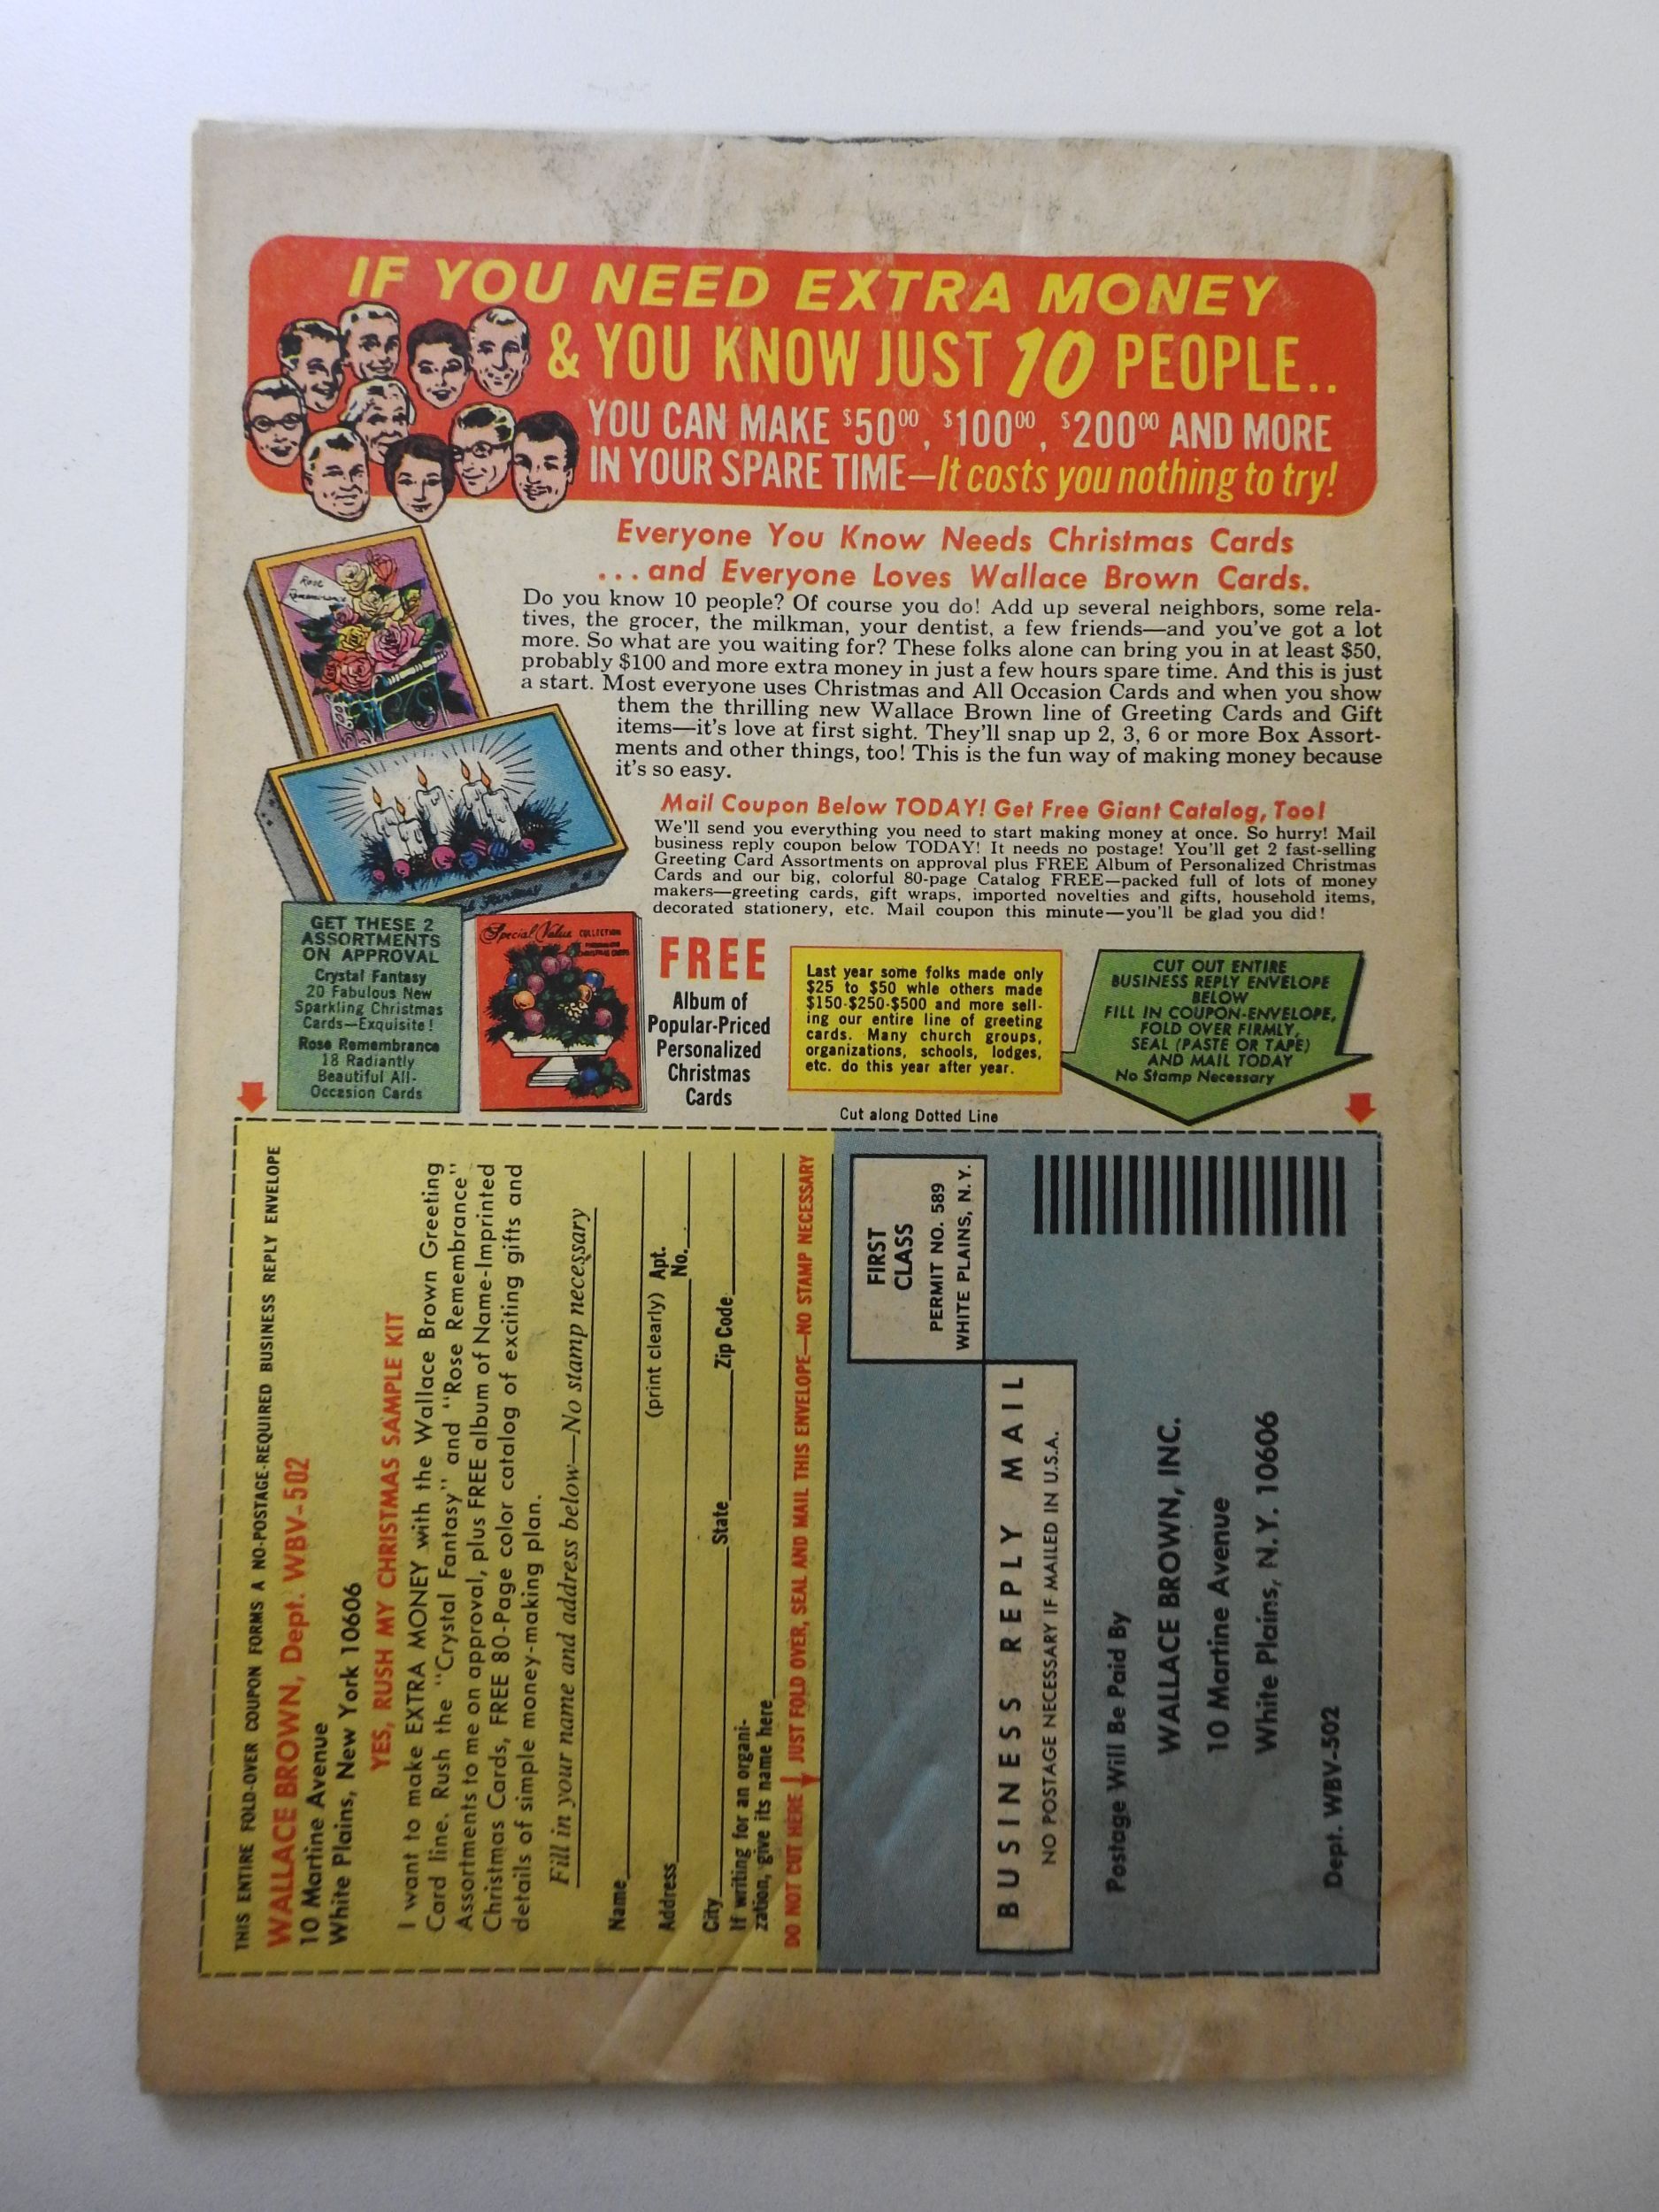 IF YOU NEED EXTRA MONEY
& YOU KNOW JUST 10 PEOPLE..
YOU CAN MAKE $50⁰⁰, $100⁰⁰, $200⁰⁰ AND MORE
IN YOUR SPARE TIME—It costs you nothing to try!
Everyone You Know Needs Christmas Cards
...and Everyone Loves Wallace Brown Cards.
Do you know 10 people? Of course you do! Add up several neighbors, some rela-
tives, the grocer, the milkman, your dentist, a few friends—and you've got a lot
more. So what are you waiting for? These folks alone can bring you in at least $50,
probably $100 and more extra money in just a few hours spare time. And this is just
a start. Most everyone uses Christmas and All Occasion Cards and when you show
them the thrilling new Wallace Brown line of Greeting Cards and Gift
items—it's love at first sight. They'll snap up 2, 3, 6 or more Box Assort-
ments and other things, too! This is the fun way of making money because
it's so easy.
Rose
Remembrance
Mail Coupon Below TODAY! Get Free Giant Catalog, Too!
We'll send you everything you need to start making money at once. So hurry! Mail
business reply coupon below TODAY! It needs no postage! You'll get 2 fast-selling
Greeting Card Assortments on approval plus FREE Album of Personalized Christmas
Cards and our big, colorful 80-page Catalog FREE—packed full of lots of money
makers—greeting cards, gift wraps, imported novelties and gifts, household items,
decorated stationery, etc. Mail coupon this minute—you'll be glad you did!
GET THESE 2
ASSORTMENTS
ON APPROVAL
Crystal Fantasy
20 Fabulous New
Sparkling Christmas
Cards—Exquisite!
Rose Remembrance
18 Radiantly
Beautiful All-
Occasion Cards
Special Value COLLECTION
PERSONALIZED
CHRISTMAS CARDS
FREE
Album of
Popular-Priced
Personalized
Christmas
Cards
Last year some folks made only
$25 to $50 whle others made
$150-$250-$500 and more sell-
ing our entire line of greeting
cards. Many church groups,
organizations, schools, lodges,
etc. do this year after year.
CUT OUT ENTIRE
BUSINESS REPLY ENVELOPE
BELOW
FILL IN COUPON-ENVELOPE,
FOLD OVER FIRMLY,
SEAL (PASTE OR TAPE)
AND MAIL TODAY
No Stamp Necessary
Cut along Dotted Line
THIS ENTIRE FOLD-OVER COUPON FORMS A NO-POSTAGE-REQUIRED BUSINESS REPLY ENVELOPE
WALLACE BROWN, Dept. WBV-502
10 Martine Avenue
White Plains, New York 10606
YES, RUSH MY CHRISTMAS SAMPLE KIT
I want to make EXTRA MONEY with the Wallace Brown Greeting
Card line. Rush the "Crystal Fantasy" and "Rose Remembrance"
Assortments to me on approval, plus FREE album of Name-Imprinted
Christmas Cards, FREE 80-Page color catalog of exciting gifts and
details of simple money-making plan.
Fill in your name and address below—No stamp necessary
Name
(print clearly) Apt.
Address No.
City State Zip Code
If writing for an organi-
zation, give its name here
DO NOT CUT HERE JUST FOLD OVER, SEAL AND MAIL THIS ENVELOPE—NO STAMP NECESSARY
FIRST
CLASS
PERMIT NO. 589
WHITE PLAINS, N.Y.
BUSINESS REPLY MAIL
NO POSTAGE NECESSARY IF MAILED IN U.S.A.
Postage Will Be Paid By
WALLACE BROWN, INC.
10 Martine Avenue
White Plains, N.Y. 10606
Dept. WBV-502